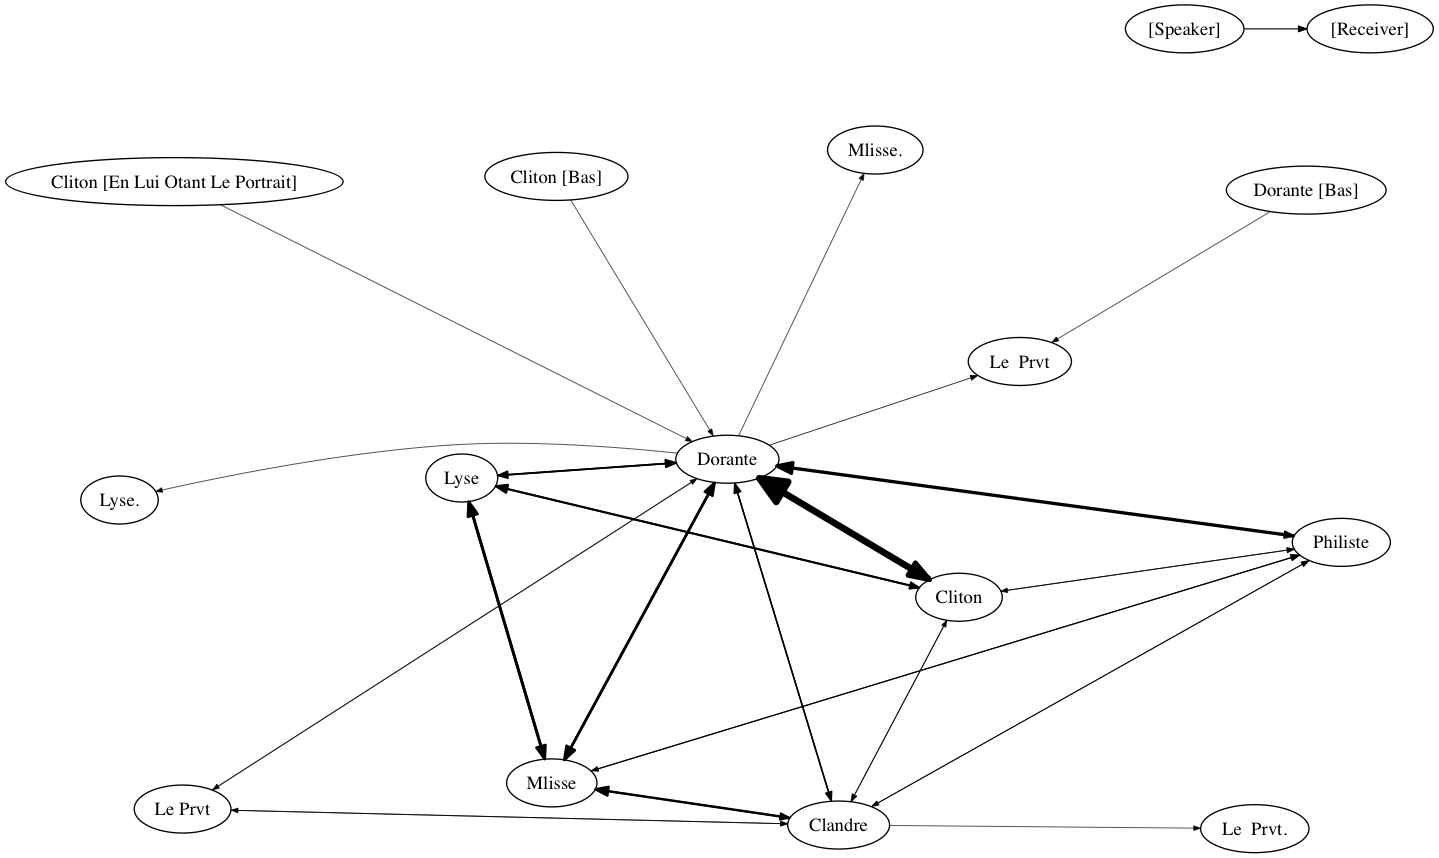 [Speaker]
[Receiver]
Mlisse.
Cliton [En Lui Otant Le Portrait]
Cliton [Bas]
Dorante [Bas]
Le  Prvt
Dorante
Lyse
Lyse.
Philiste
Cliton
Mlisse
Le Prvt
Clandre
Le  Prvt.